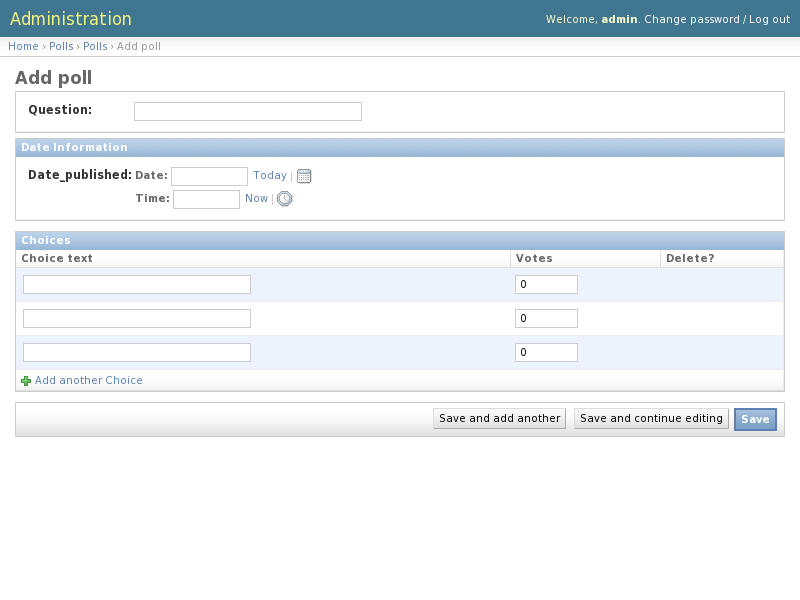 Administration
Welcome, admin. Change password / Log out
Home › Polls › Polls › Add poll
Add poll
Question:
Date Information
Date_published: Date: Today |
Time: Now |
Choices
Choice text Votes Delete?
0
0
0
Add another Choice
Save and add another Save and continue editing Save